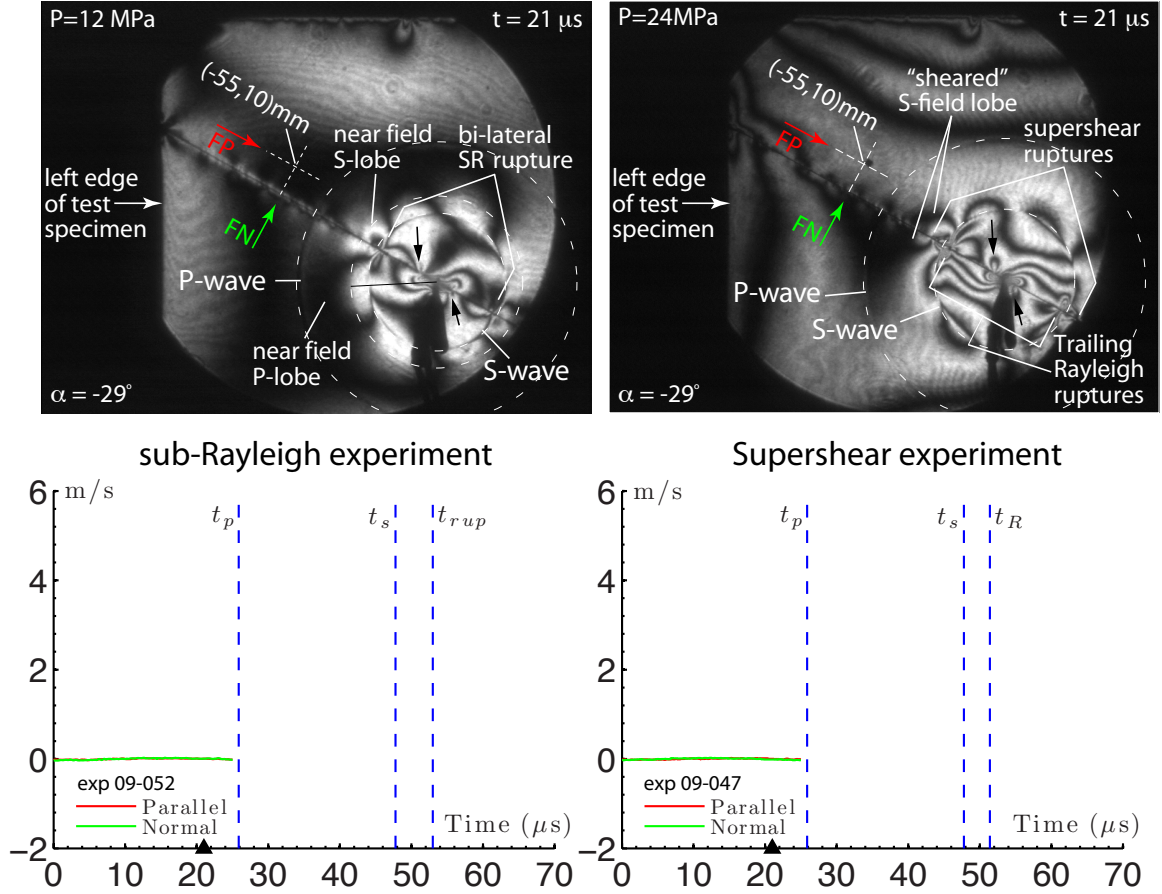 P=12 MPa
t = 21 μs
(-55,10)mm
FP
FN
near field
S-lobe
bi-lateral
SR rupture
left edge
of test
specimen
P-wave
near field
P-lobe
S-wave
α = -29°
P=24MPa
t = 21 μs
(-55,10)mm
"sheared"
S-field lobe
FP
FN
supershear
ruptures
left edge
of test
specimen
P-wave
S-wave
Trailing
Rayleigh
ruptures
α = -29°
sub-Rayleigh experiment
m/s
t_p
t_s
t_rup
6
4
2
0
−2
exp 09-052
Parallel
Normal
Time (μs)
0 10 20 30 40 50 60 70
Supershear experiment
m/s
t_p
t_s
t_R
6
4
2
0
−2
exp 09-047
Parallel
Normal
Time (μs)
0 10 20 30 40 50 60 70